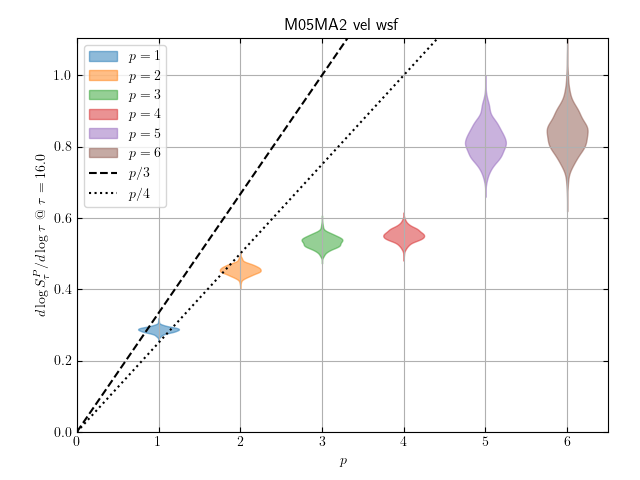 M05MA2 vel wsf
p = 1
p = 2
p = 3
p = 4
p = 5
p = 6
p/3
p/4
d log S_τ^P / d log τ @ τ = 16.0
1.0
0.8
0.6
0.4
0.2
0.0
0 1 2 3 4 5 6
p